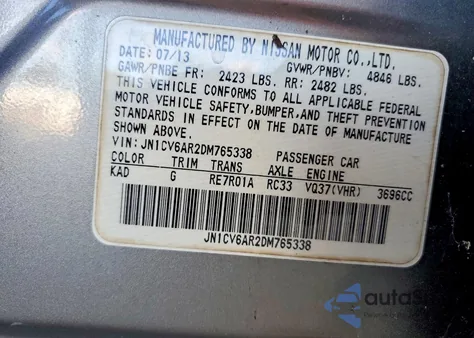 MANUFACTURED BY NISSAN MOTOR CO.,LTD.
DATE: 07/13 GVWR/PNBV: 4846 LBS.
GAWR/PNBE FR: 2423 LBS. RR: 2482 LBS.
THIS VEHICLE CONFORMS TO ALL APPLICABLE FEDERAL
MOTOR VEHICLE SAFETY, BUMPER, AND THEFT PREVENTION
STANDARDS IN EFFECT ON THE DATE OF MANUFACTURE
SHOWN ABOVE.
VIN: JN1CV6AR2DM765338 PASSENGER CAR
COLOR TRIM TRANS AXLE ENGINE
KAD G RE7R01A RC33 VQ37(VHR) 3696CC
JN1CV6AR2DM765338